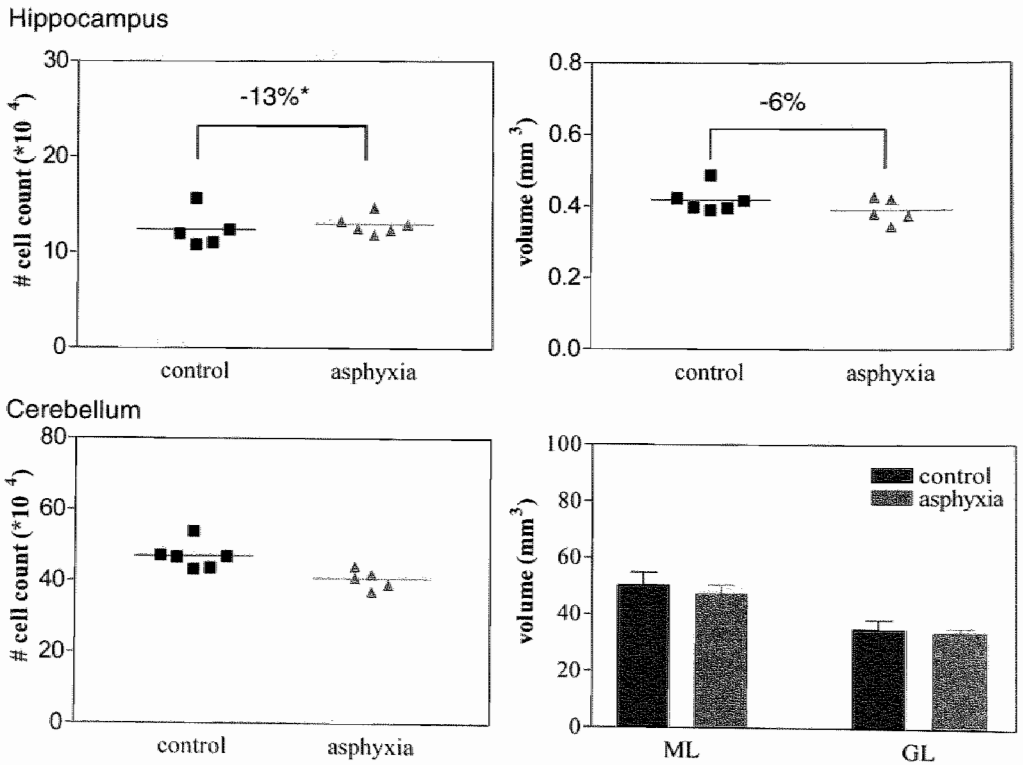 Hippocampus
30
20
10
0
# cell count (*10 4)
-13%*
control asphyxia
0.8
0.6
0.4
0.2
0.0
volume (mm 3)
-6%
control asphyxia
Cerebellum
80
60
40
20
0
# cell count (*10 4)
control asphyxia
100
80
60
40
20
0
volume (mm3)
control
asphyxia
ML GL